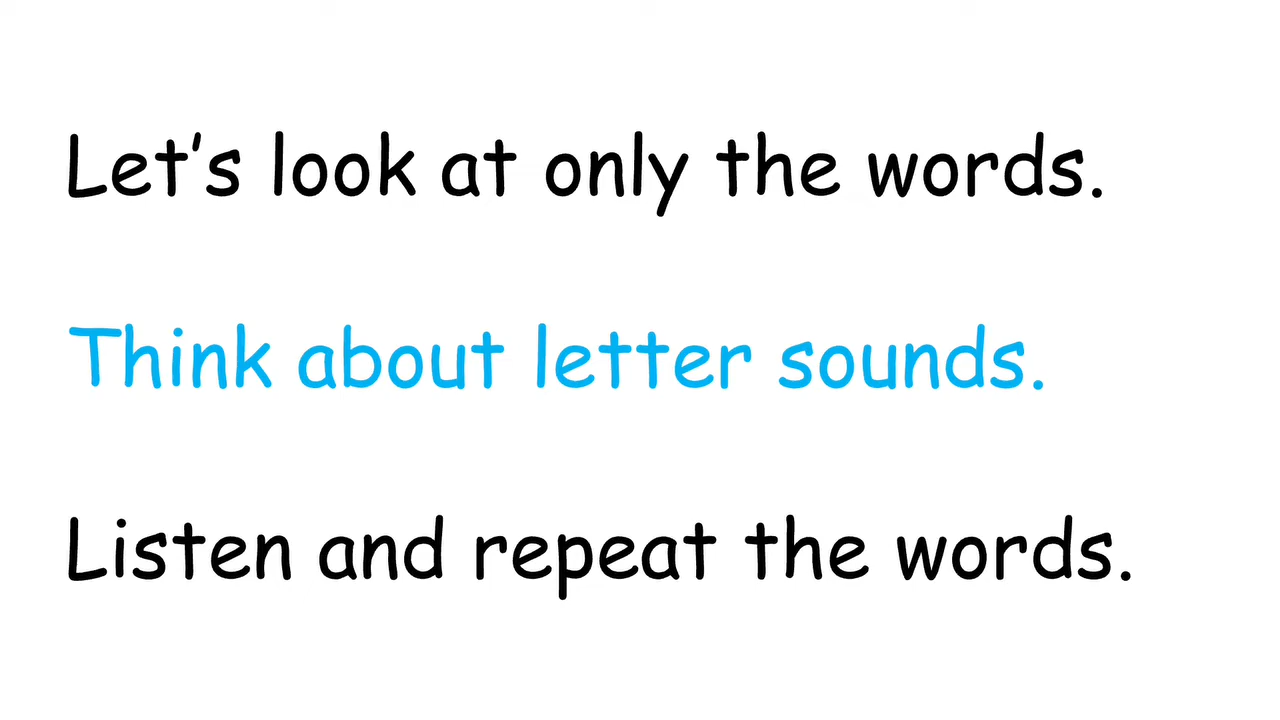 Let’s look at only the words.
Think about letter sounds.
Listen and repeat the words.